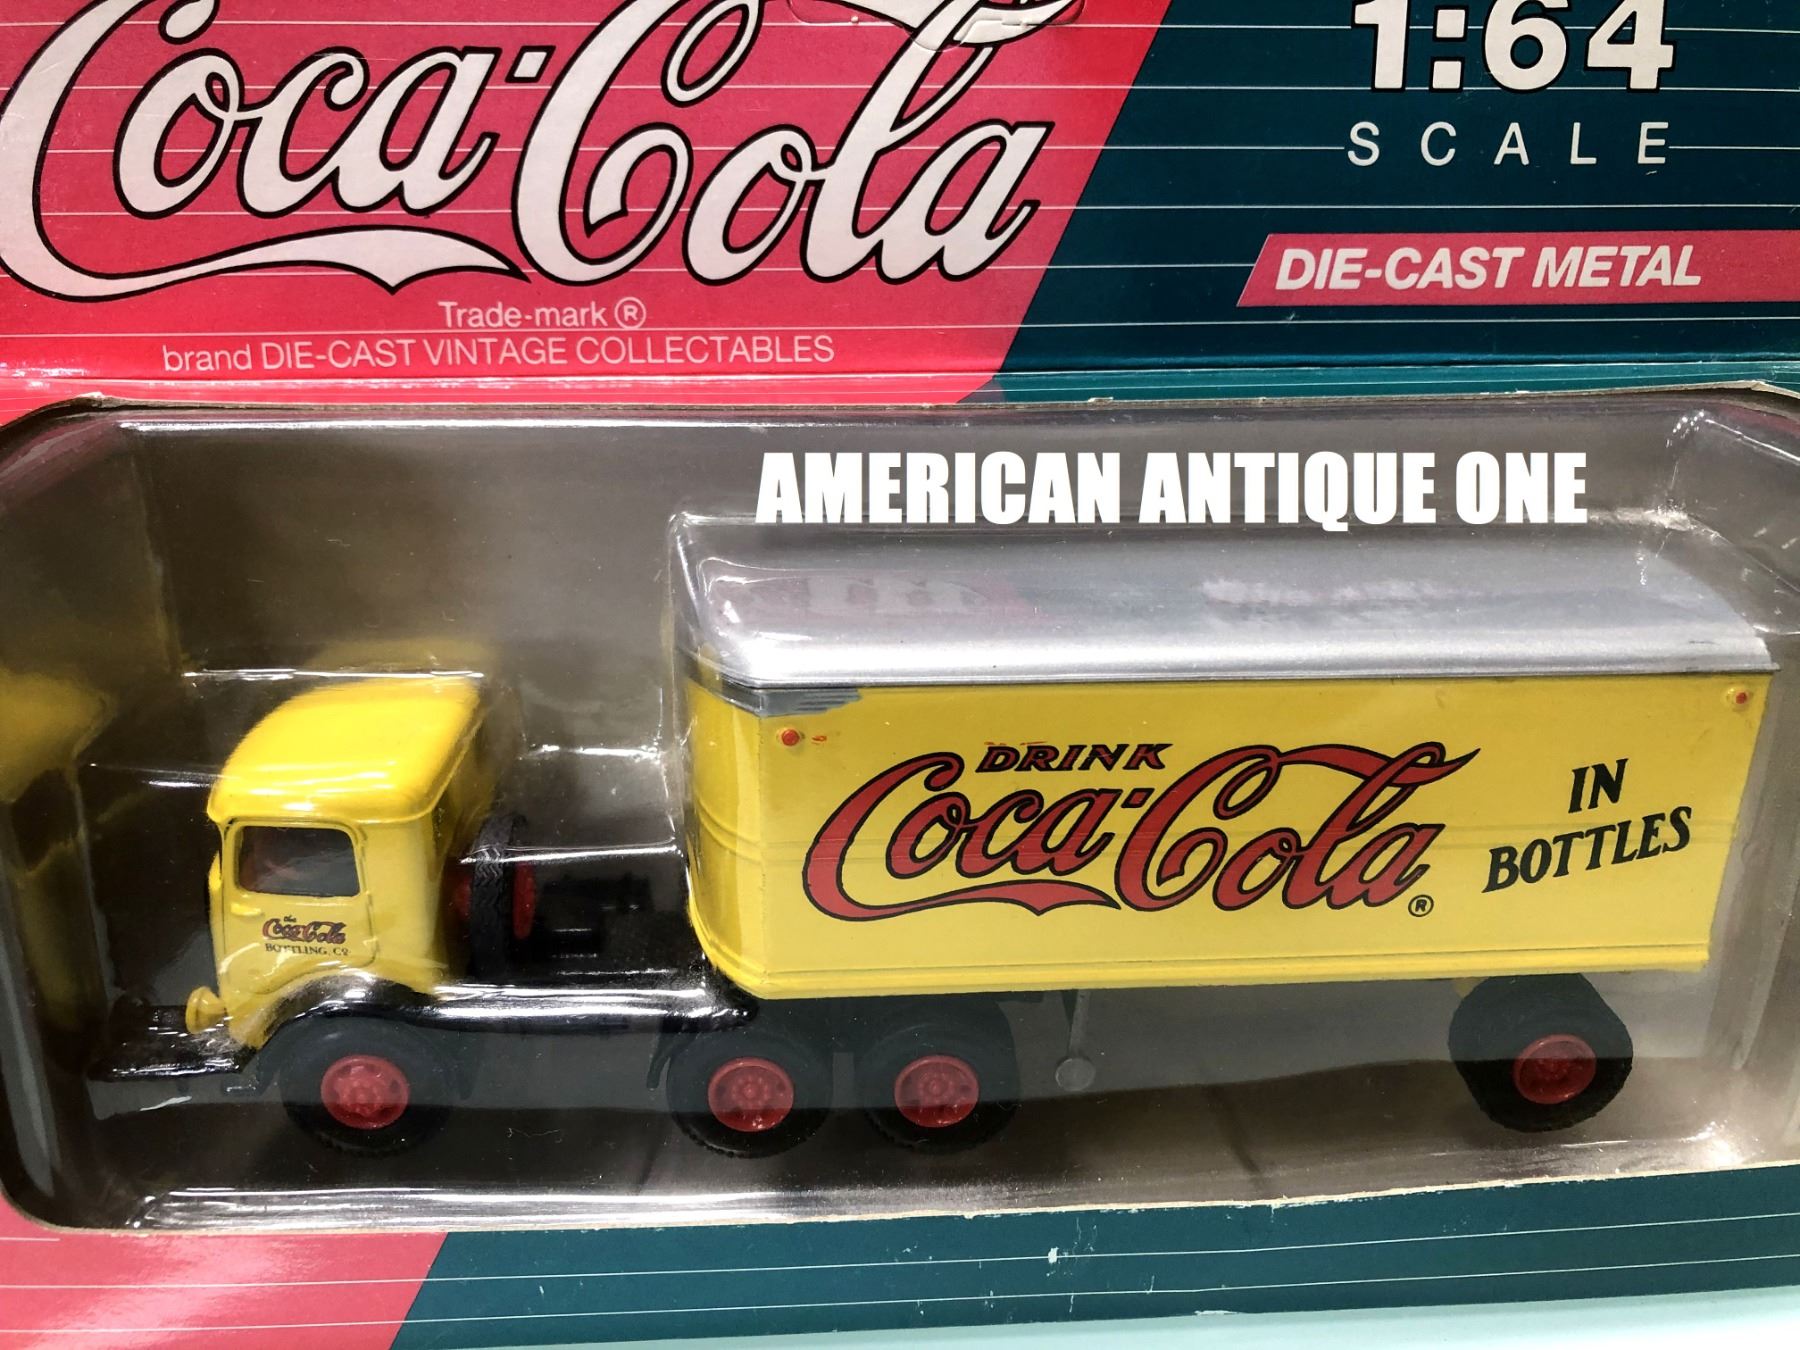 Coca-Cola
1:64
SCALE
DIE-CAST METAL
Trade-mark ®
brand DIE-CAST VINTAGE COLLECTABLES
AMERICAN ANTIQUE ONE
DRINK
Coca-Cola ®
IN
BOTTLES
the
Coca-Cola
BOTTLING. CO